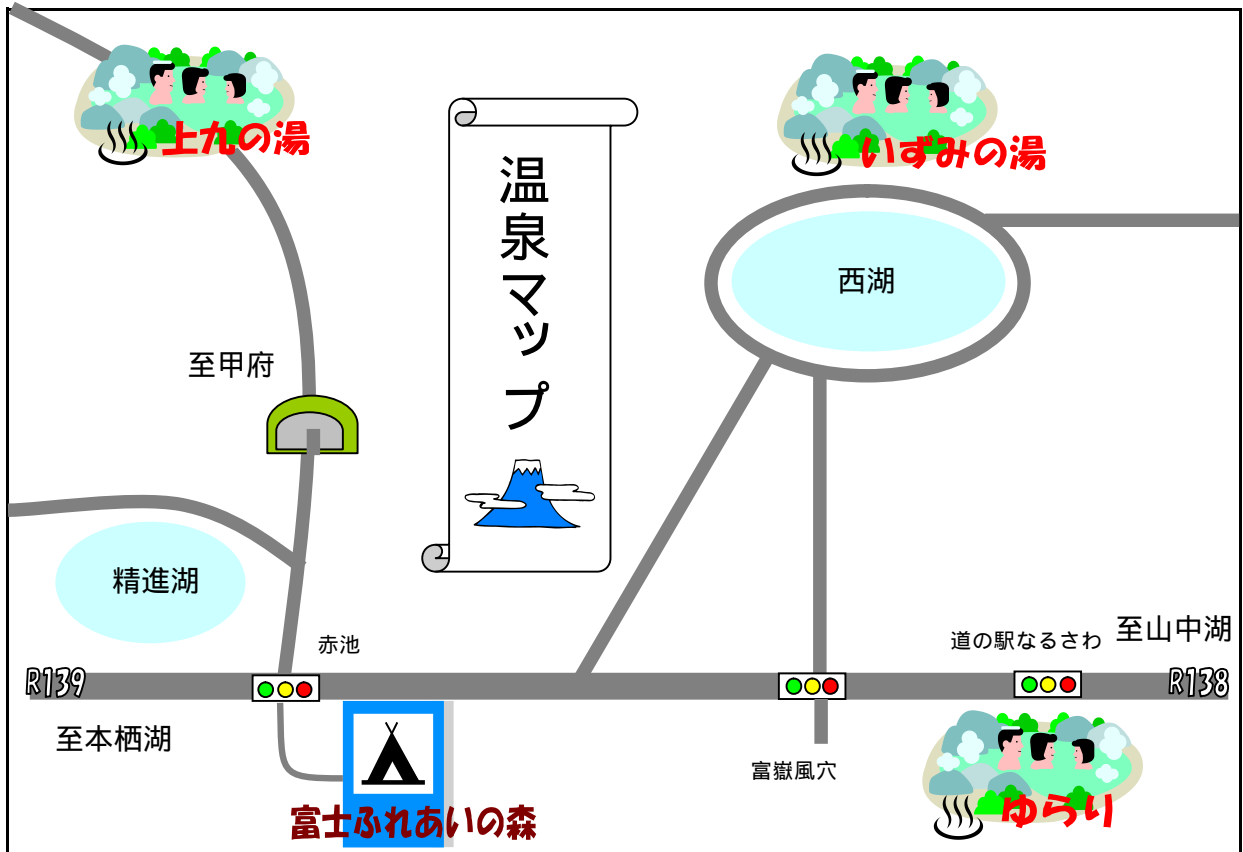 上九の湯
いずみの湯
温泉マップ
西湖
至甲府
精進湖
赤池
道の駅なるさわ
至山中湖
R139
R138
至本栖湖
富嶽風穴
富士ふれあいの森
ゆらり